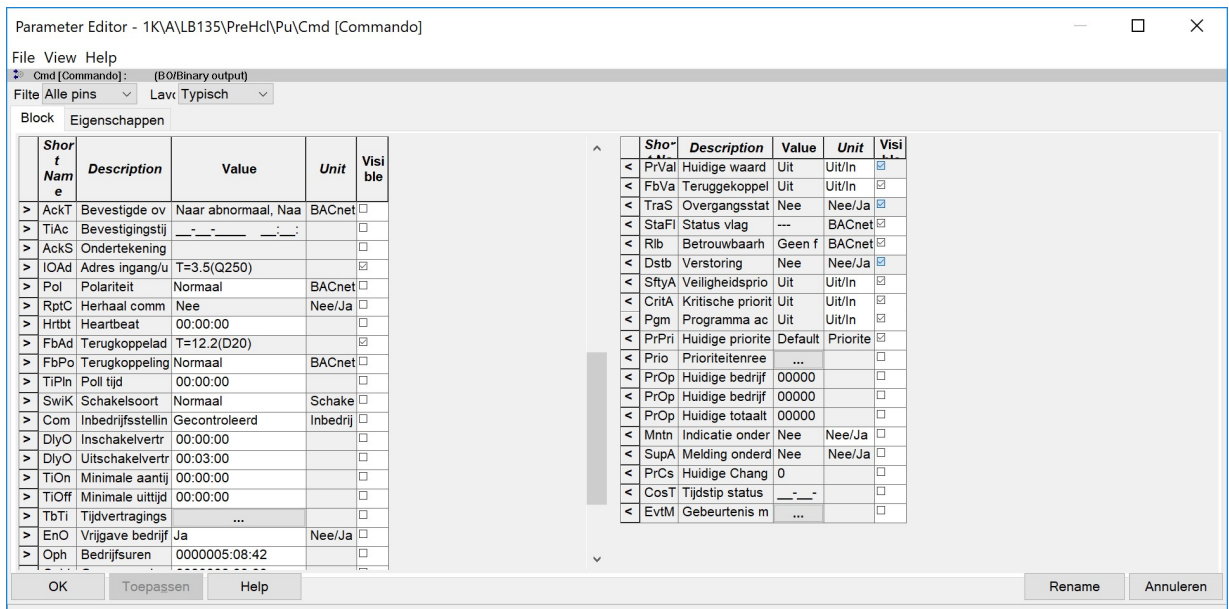 Parameter Editor - 1K\A\LB135\PreHcl\Pu\Cmd [Commando]
File View Help
Cmd [Commando] : (BO/Binary output)
Filte Alle pins Lavo Typisch
Block Eigenschappen
Short Name Description Value Unit Visible
> AckT Bevestigde ov Naar abnormaal, Naa BACnet
> TiAc Bevestigingstij __-__-____ __:__:
> AckS Ondertekening
> IOAd Adres ingang/u T=3.5(Q250)
> Pol Polariteit Normaal BACnet
> RptC Herhaal comm Nee Nee/Ja
> Hrtbt Heartbeat 00:00:00
> FbAd Terugkoppelad T=12.2(D20)
> FbPo Terugkoppeling Normaal BACnet
> TiPln Poll tijd 00:00:00
> SwiK Schakelsoort Normaal Schake
> Com Inbedrijfsstellin Gecontroleerd Inbedrij
> DlyO Inschakelvertr 00:00:00
> DlyO Uitschakelvertr 00:03:00
> TiOn Minimale aantij 00:00:00
> TiOff Minimale uittijd 00:00:00
> TbTi Tijdvertragings ...
> EnO Vrijgave bedrijf Ja Nee/Ja
> Oph Bedrijfsuren 0000005:08:42
Description Value Unit Visi
< PrVal Huidige waard Uit Uit/In
< FbVa Teruggekoppel Uit Uit/In
< TraS Overgangsstat Nee Nee/Ja
< StaFl Status vlag --- BACnet
< Rlb Betrouwbaarh Geen f BACnet
< Dstb Verstoring Nee Nee/Ja
< SftyA Veiligheidsprio Uit Uit/In
< CritA Kritische priorit Uit Uit/In
< Pgm Programma ac Uit Uit/In
< PrPri Huidige priorite Default Priorite
< Prio Prioriteitenree ...
< PrOp Huidige bedrijf 00000
< PrOp Huidige bedrijf 00000
< PrOp Huidige totaalt 00000
< Mntn Indicatie onder Nee Nee/Ja
< SupA Melding onderd Nee Nee/Ja
< PrCs Huidige Chang 0
< CosT Tijdstip status __-__-
< EvtM Gebeurtenis m ...
OK Toepassen Help Rename Annuleren